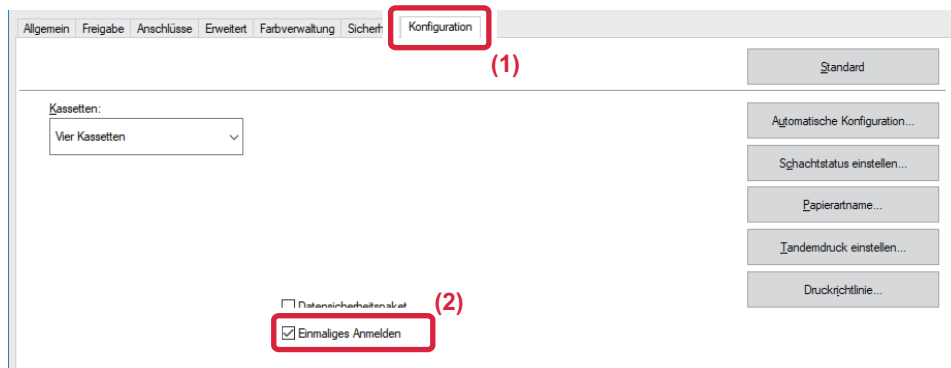 Allgemein Freigabe Anschlüsse Erweitert Farbverwaltung Sicherh Konfiguration
(1)
Standard
Kassetten:
Vier Kassetten
Automatische Konfiguration...
Schachtstatus einstellen...
Papierartname...
Tandemdruck einstellen...
Druckrichtlinie...
Datensicherheitspaket
(2)
Einmaliges Anmelden